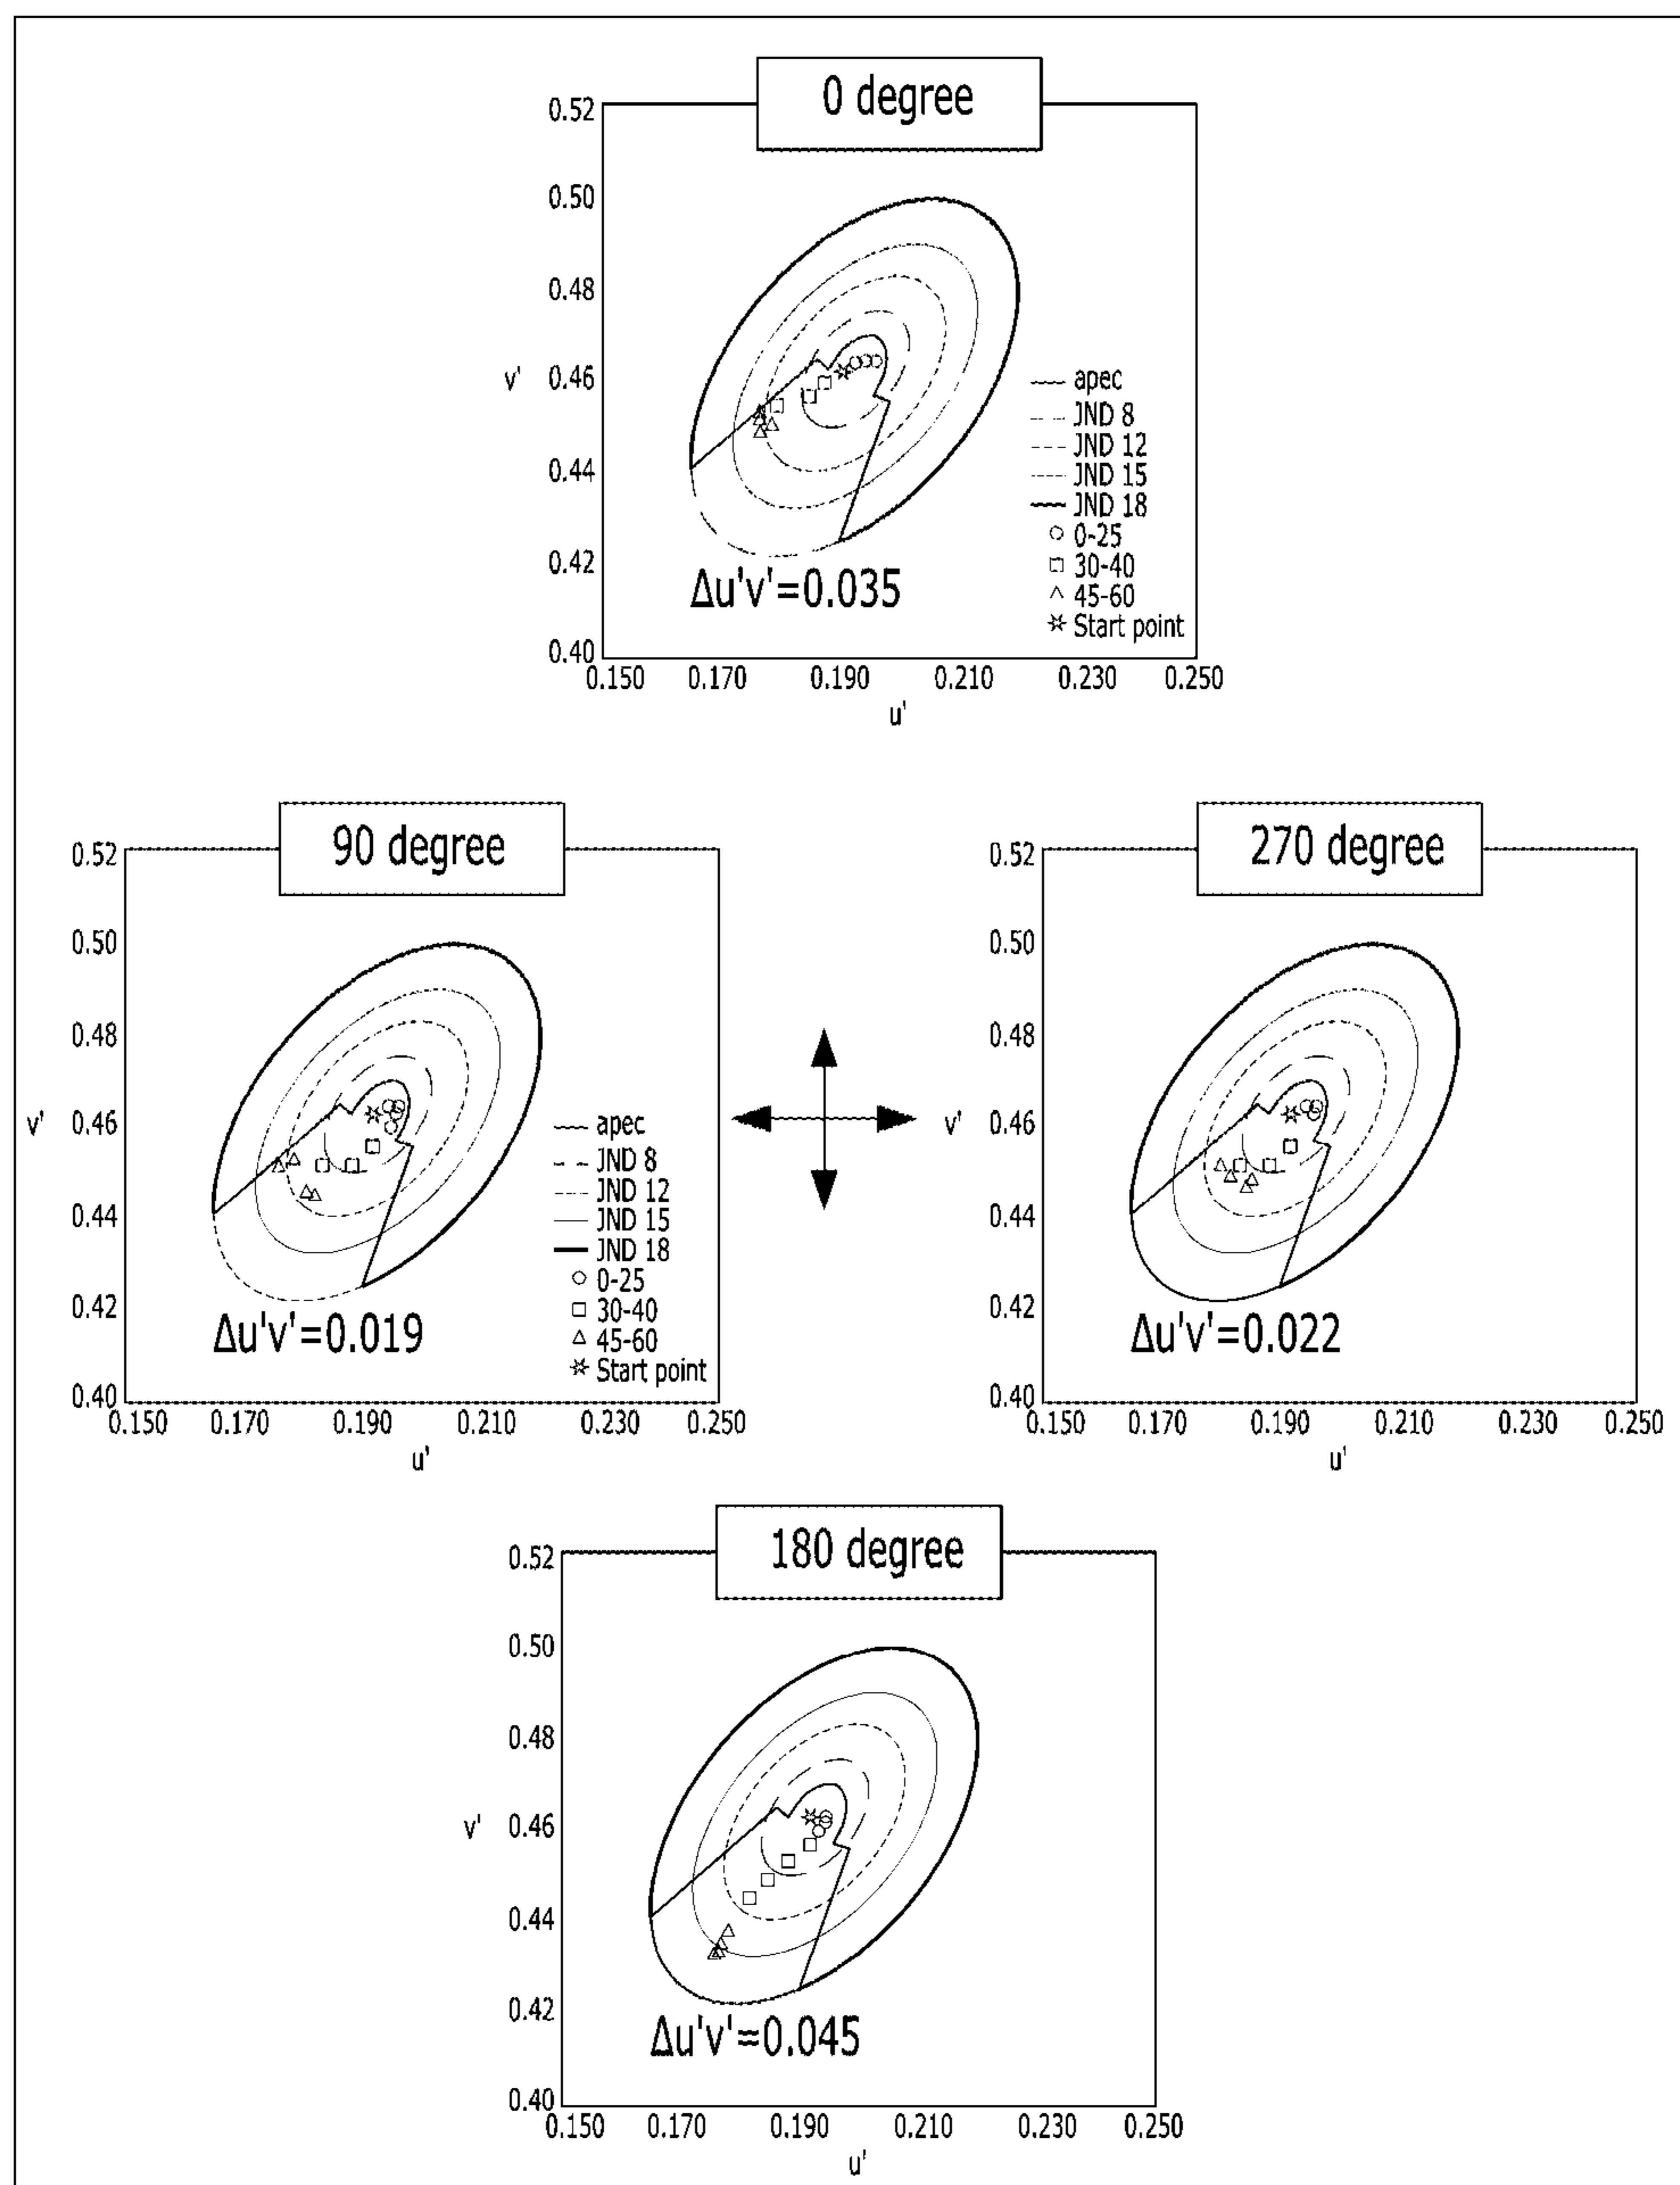 0 degree
0.52
0.50
0.48
0.46
0.44
0.42
0.40
v'
0.150 0.170 0.190 0.210 0.230 0.250
u'
apec
JND 8
JND 12
JND 15
JND 18
0-25
30-40
45-60
Start point
Δu'v'=0.035
90 degree
0.52
0.50
0.48
0.46
0.44
0.42
0.40
v'
0.150 0.170 0.190 0.210 0.230 0.250
u'
apec
JND 8
JND 12
JND 15
JND 18
0-25
30-40
45-60
Start point
Δu'v'=0.019
270 degree
0.52
0.50
0.48
0.46
0.44
0.42
0.40
v'
0.150 0.170 0.190 0.210 0.230 0.250
u'
Δu'v'=0.022
180 degree
0.52
0.50
0.48
0.46
0.44
0.42
0.40
v'
0.150 0.170 0.190 0.210 0.230 0.250
u'
Δu'v'=0.045